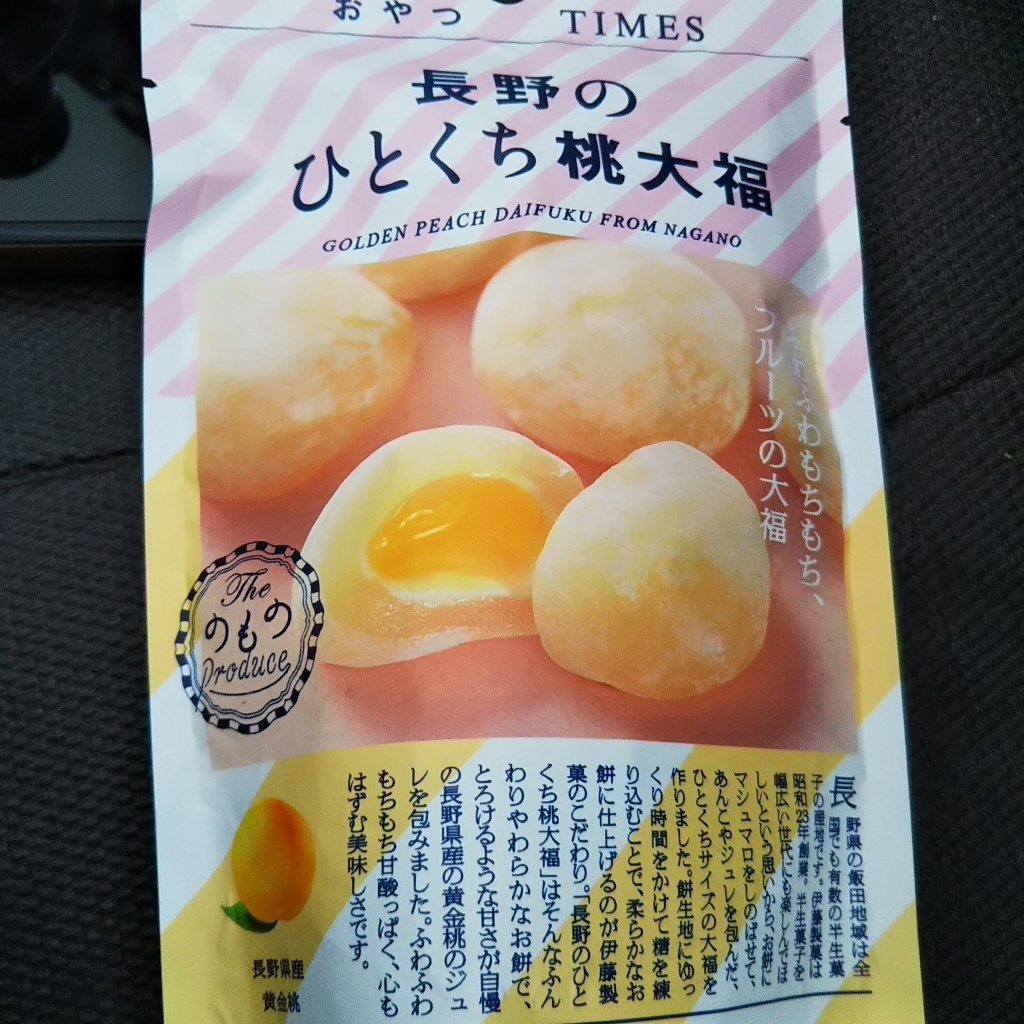 おやつ TIMES
長野の
ひとくち桃大福
GOLDEN PEACH DAIFUKU FROM NAGANO
ふわふわもちもち、
フルーツの大福
The
のもの
Produce
長野県の飯田地域は全
国でも有数の半生菓
子の産地です。伊藤製菓は
昭和23年創業。半生菓子を
幅広い世代にも楽しんでほ
しいという思いから、お餅に
マシュマロをしのばせて、
あんこやジュレを包んだ、
ひとくちサイズの大福を
作りました。餅生地にゆっ
くり時間をかけて糖を練
り込むことで、柔らかなお
餅に仕上げるのが伊藤製
菓のこだわり。「長野のひと
くち桃大福」はそんなふん
わりやわらかなお餅で、
とろけるような甘さが自慢
の長野県産の黄金桃のジュ
レを包みました。ふわふわ
もちもち甘酸っぱく、心も
はずむ美味しさです。
長野県産
黄金桃